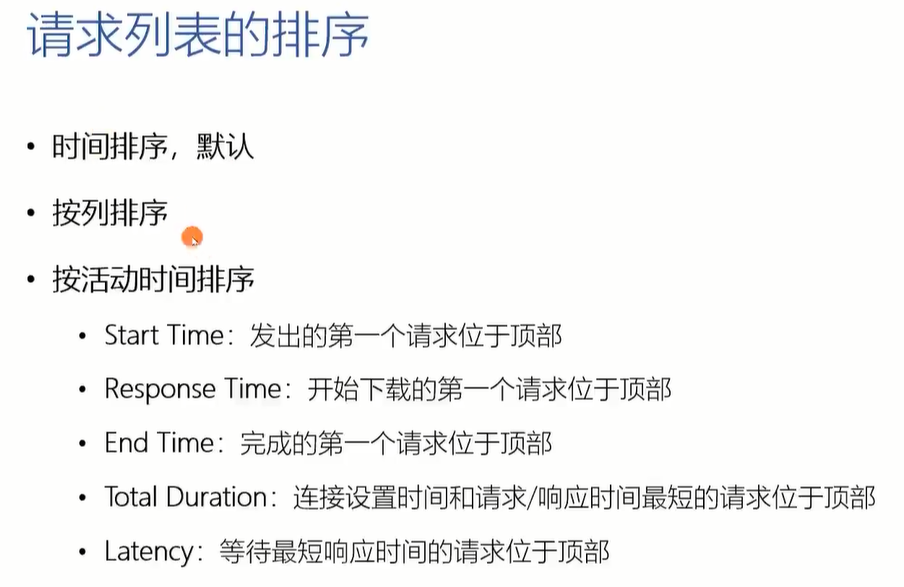 请求列表的排序
• 时间排序，默认
• 按列排序
• 按活动时间排序
• Start Time：发出的第一个请求位于顶部
• Response Time：开始下载的第一个请求位于顶部
• End Time：完成的第一个请求位于顶部
• Total Duration：连接设置时间和请求/响应时间最短的请求位于顶部
• Latency：等待最短响应时间的请求位于顶部